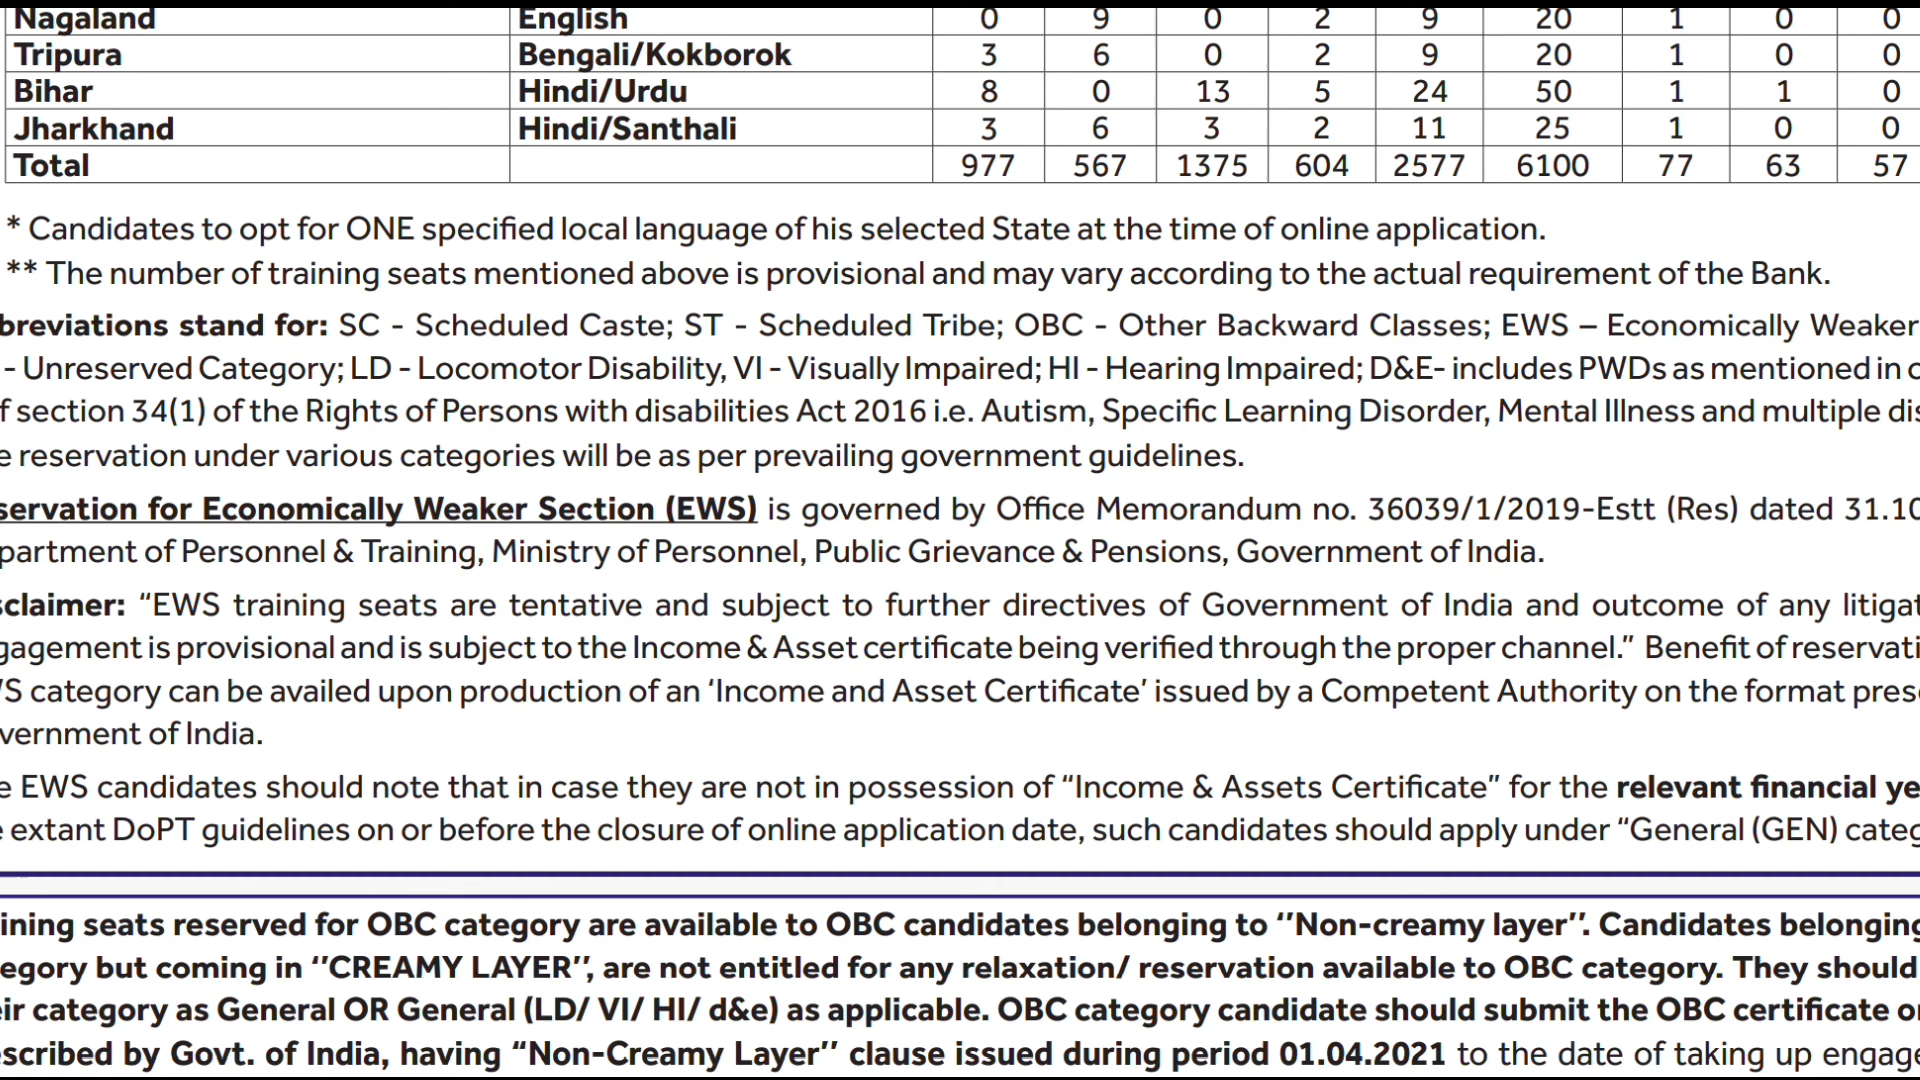 Nagaland English 0 9 0 2 9 20 1 0 0
Tripura Bengali/Kokborok 3 6 0 2 9 20 1 0 0
Bihar Hindi/Urdu 8 0 13 5 24 50 1 1 0
Jharkhand Hindi/Santhali 3 6 3 2 11 25 1 0 0
Total 977 567 1375 604 2577 6100 77 63 57
* Candidates to opt for ONE specified local language of his selected State at the time of online application.
** The number of training seats mentioned above is provisional and may vary according to the actual requirement of the Bank.
breviations stand for: SC - Scheduled Caste; ST - Scheduled Tribe; OBC - Other Backward Classes; EWS – Economically Weaker
- Unreserved Category; LD - Locomotor Disability, VI - Visually Impaired; HI - Hearing Impaired; D&E- includes PWDs as mentioned in
f section 34(1) of the Rights of Persons with disabilities Act 2016 i.e. Autism, Specific Learning Disorder, Mental Illness and multiple dis
e reservation under various categories will be as per prevailing government guidelines.
servation for Economically Weaker Section (EWS) is governed by Office Memorandum no. 36039/1/2019-Estt (Res) dated 31.10
partment of Personnel & Training, Ministry of Personnel, Public Grievance & Pensions, Government of India.
sclaimer: “EWS training seats are tentative and subject to further directives of Government of India and outcome of any litigat
gagement is provisional and is subject to the Income & Asset certificate being verified through the proper channel.” Benefit of reservati
S category can be availed upon production of an ‘Income and Asset Certificate’ issued by a Competent Authority on the format pres
vernment of India.
e EWS candidates should note that in case they are not in possession of “Income & Assets Certificate” for the relevant financial ye
e extant DoPT guidelines on or before the closure of online application date, such candidates should apply under “General (GEN) categ
ining seats reserved for OBC category are available to OBC candidates belonging to ‘’Non-creamy layer’’. Candidates belonging
egory but coming in ‘’CREAMY LAYER’’, are not entitled for any relaxation/ reservation available to OBC category. They should
eir category as General OR General (LD/ VI/ HI/ d&e) as applicable. OBC category candidate should submit the OBC certificate o
escribed by Govt. of India, having “Non-Creamy Layer’’ clause issued during period 01.04.2021 to the date of taking up engage